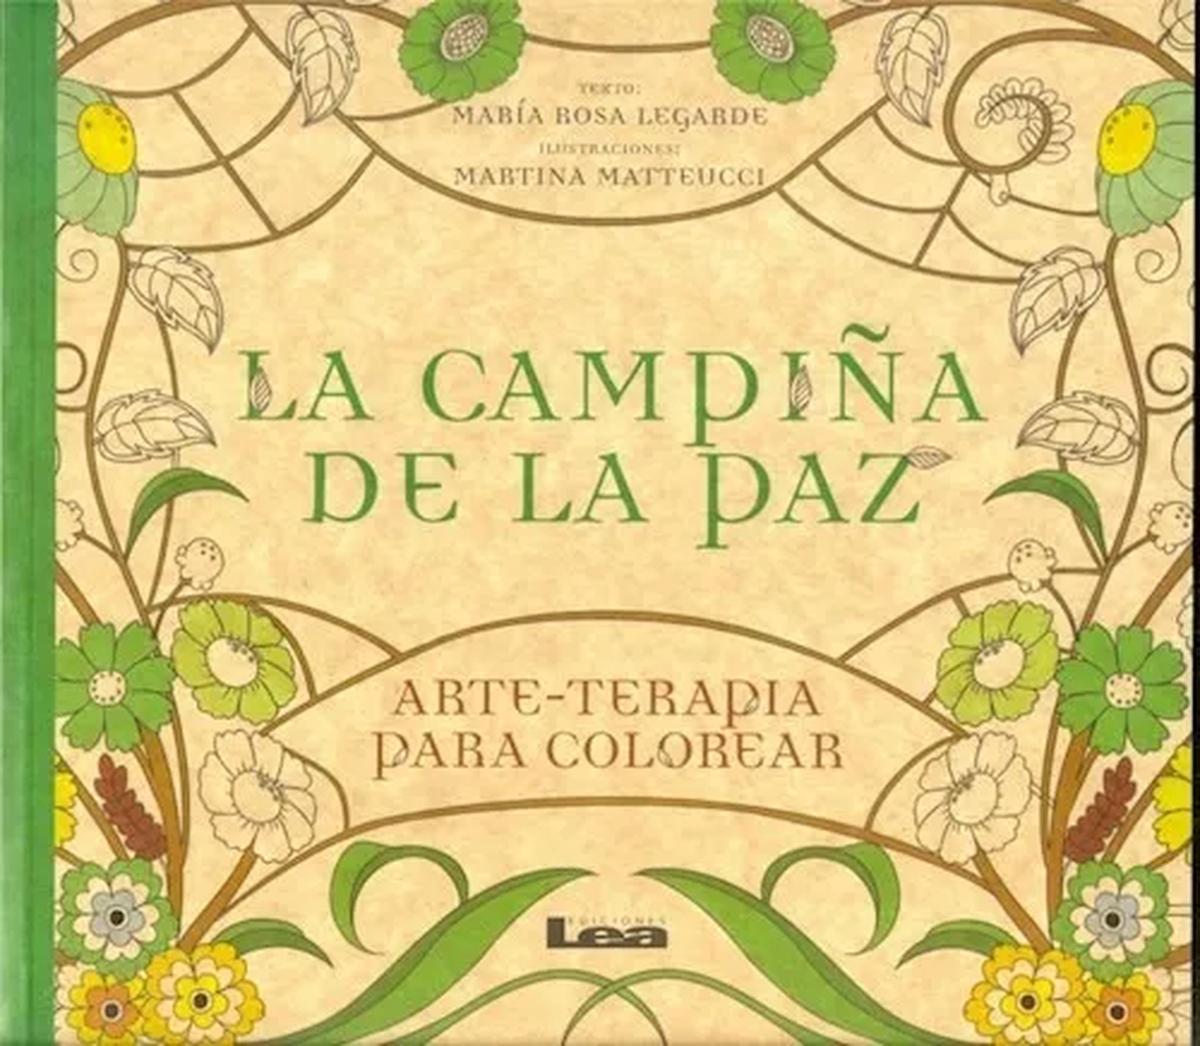 TEXTO:
MARÍA ROSA LEGARDE
ILUSTRACIONES:
MARTINA MATTEUCCI
LA CAMPIÑA
DE LA PAZ
ARTE-TERAPIA
PARA COLOREAR
EDICIONES
Lea